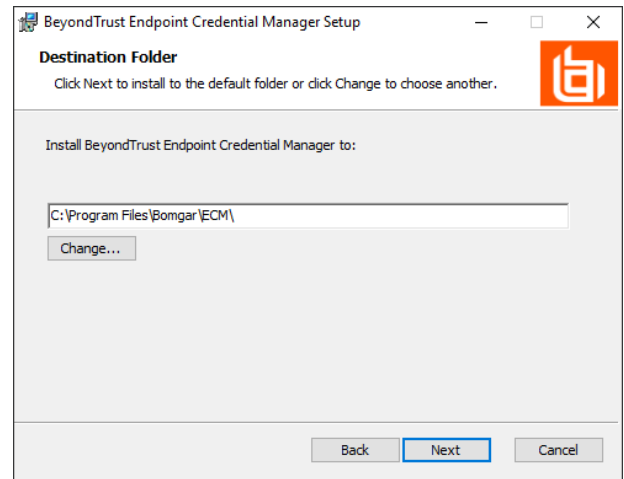 BeyondTrust Endpoint Credential Manager Setup
Destination Folder
Click Next to install to the default folder or click Change to choose another.
Install BeyondTrust Endpoint Credential Manager to:
C:\Program Files\Bomgar\ECM\
Change...
Back Next Cancel